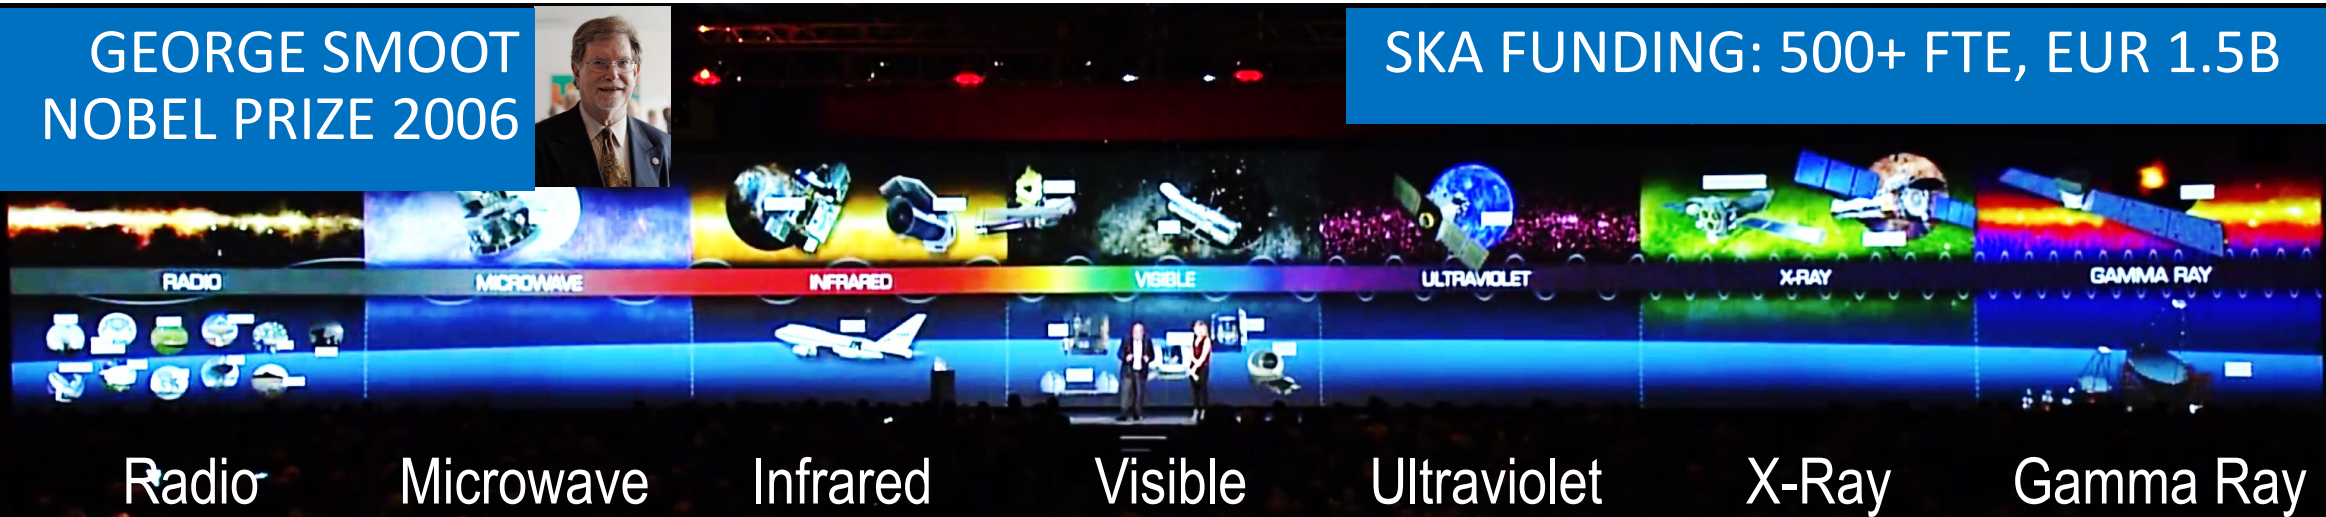 GEORGE SMOOT
NOBEL PRIZE 2006
SKA FUNDING: 500+ FTE, EUR 1.5B
RADIO MICROWAVE INFRARED VISIBLE ULTRAVIOLET X-RAY GAMMA RAY
Radio Microwave Infrared Visible Ultraviolet X-Ray Gamma Ray